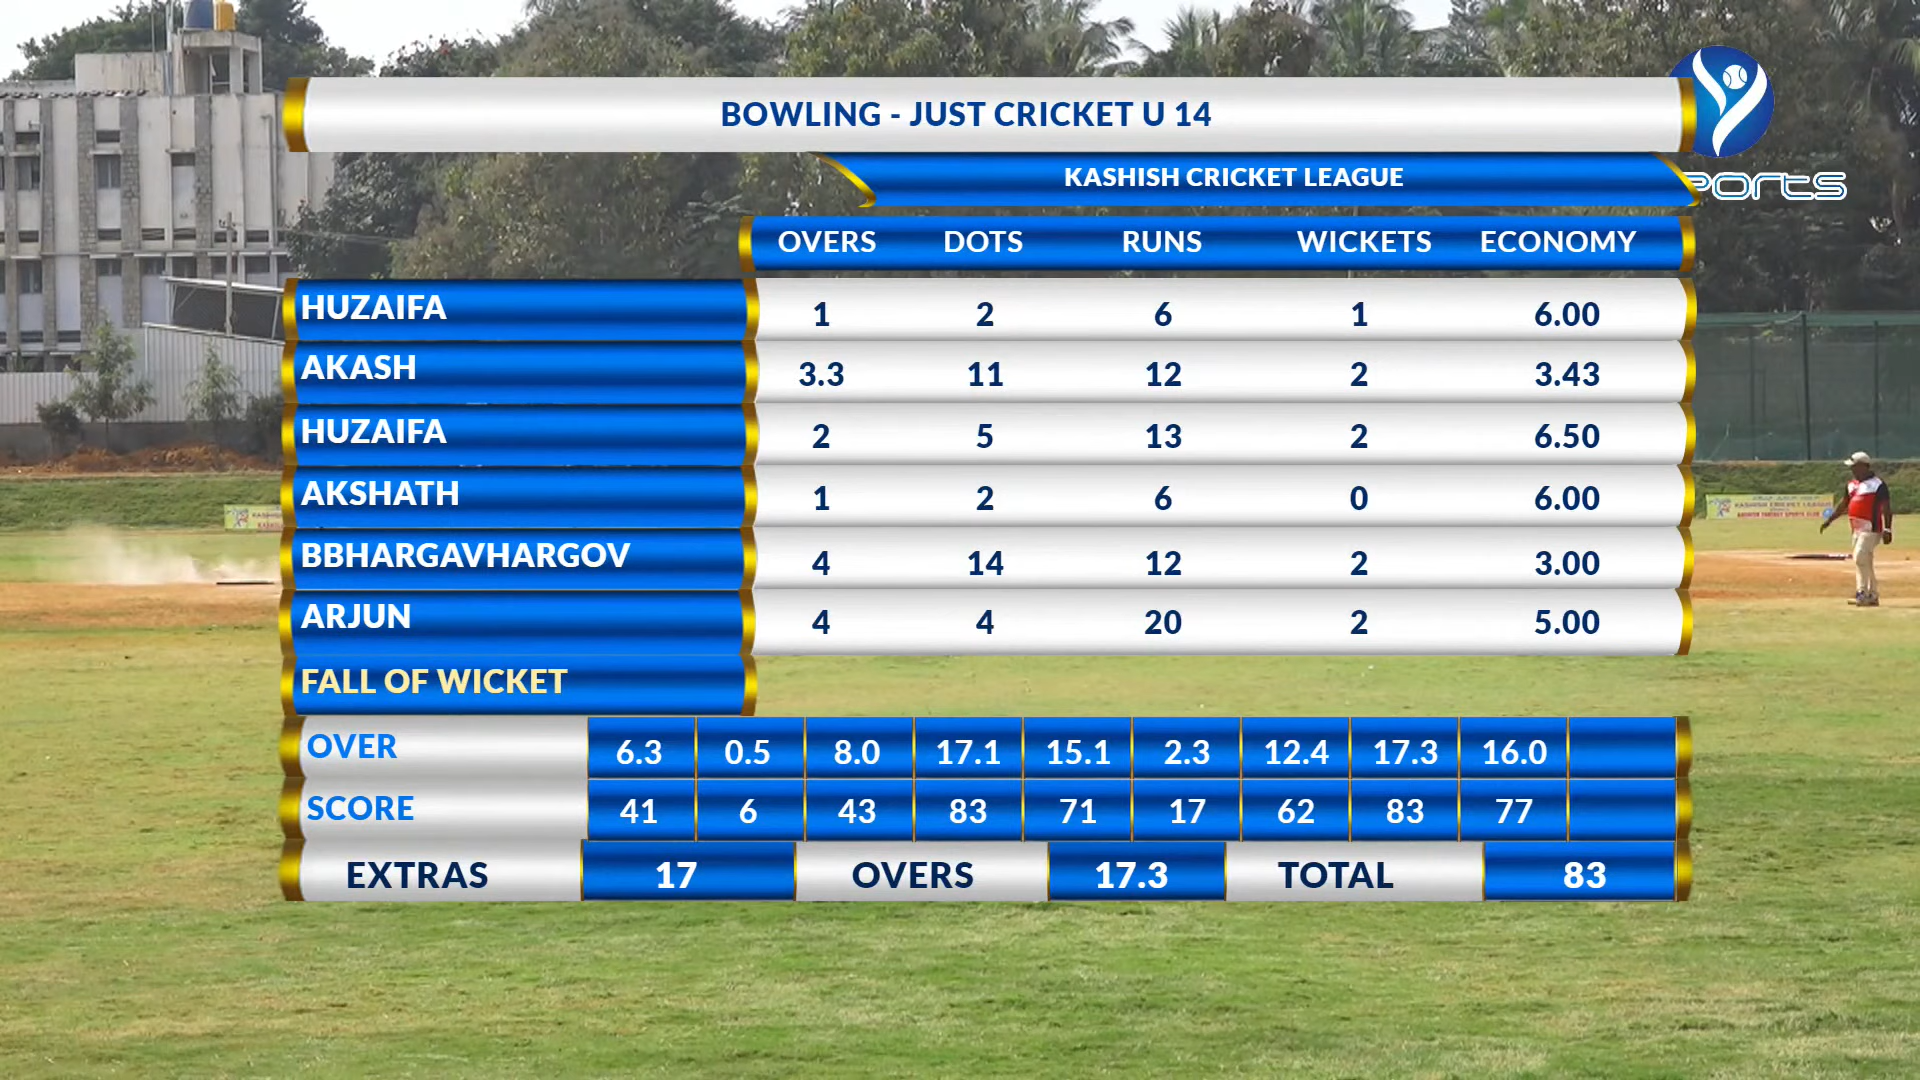 BOWLING - JUST CRICKET U 14
KASHISH CRICKET LEAGUE
PORTS
OVERS DOTS RUNS WICKETS ECONOMY
HUZAIFA 1 2 6 1 6.00
AKASH 3.3 11 12 2 3.43
HUZAIFA 2 5 13 2 6.50
AKSHATH 1 2 6 0 6.00
BBHARGAVHARGOV 4 14 12 2 3.00
ARJUN 4 4 20 2 5.00
FALL OF WICKET
OVER 6.3 0.5 8.0 17.1 15.1 2.3 12.4 17.3 16.0
SCORE 41 6 43 83 71 17 62 83 77
EXTRAS 17 OVERS 17.3 TOTAL 83